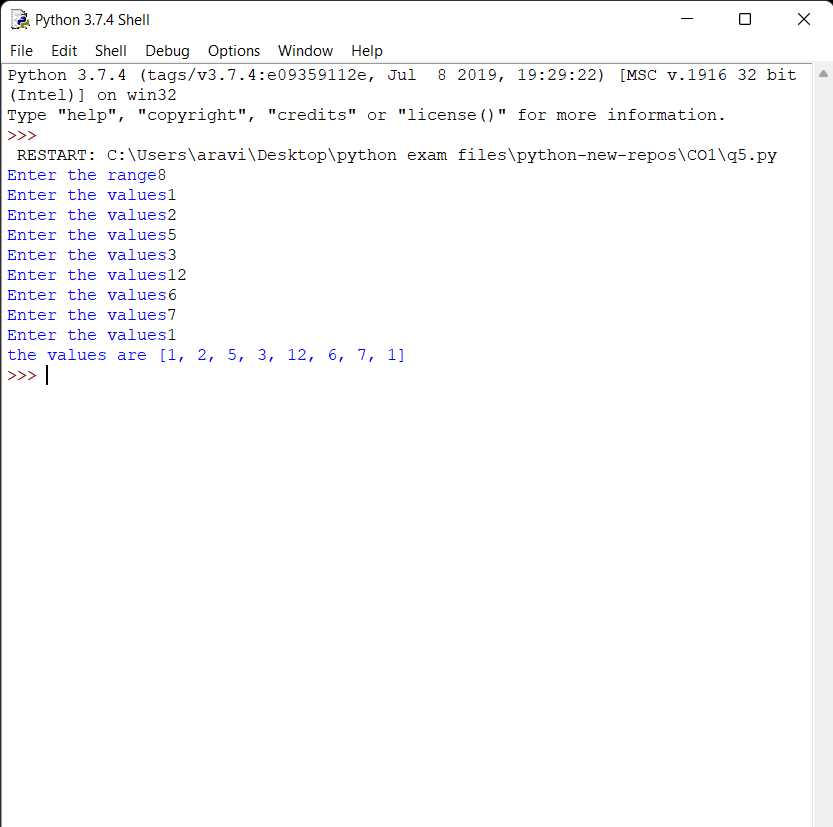 Python 3.7.4 Shell
File Edit Shell Debug Options Window Help
Python 3.7.4 (tags/v3.7.4:e09359112e, Jul  8 2019, 19:29:22) [MSC v.1916 32 bit
(Intel)] on win32
Type "help", "copyright", "credits" or "license()" for more information.
>>>
 RESTART: C:\Users\aravi\Desktop\python exam files\python-new-repos\CO1\q5.py
Enter the range8
Enter the values1
Enter the values2
Enter the values5
Enter the values3
Enter the values12
Enter the values6
Enter the values7
Enter the values1
the values are [1, 2, 5, 3, 12, 6, 7, 1]
>>>